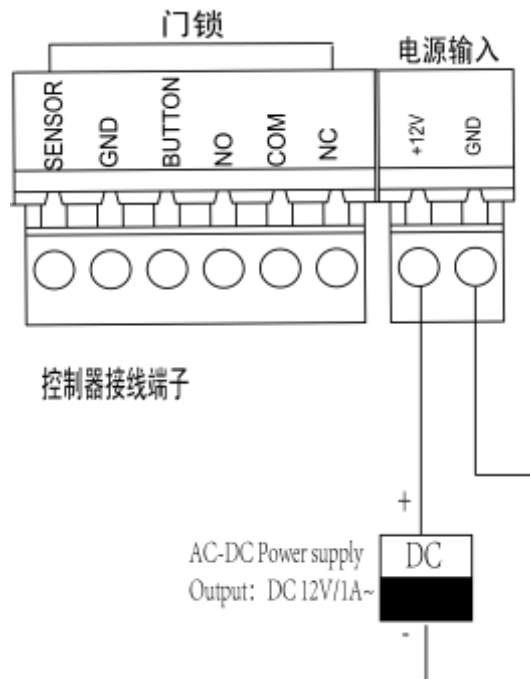 门锁
电源输入
SENSOR
GND
BUTTON
NO
COM
NC
+12V
GND
控制器接线端子
+
AC-DC Power supply
DC
Output: DC 12V/1A~
-